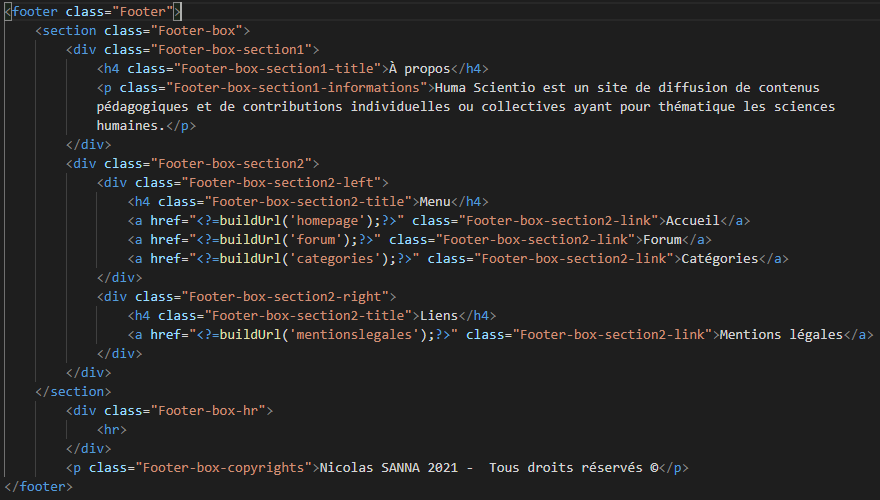 <footer class="Footer">
<section class="Footer-box">
<div class="Footer-box-section1">
<h4 class="Footer-box-section1-title">À propos</h4>
<p class="Footer-box-section1-informations">Huma Scientio est un site de diffusion de contenus
pédagogiques et de contributions individuelles ou collectives ayant pour thématique les sciences
humaines.</p>
</div>
<div class="Footer-box-section2">
<div class="Footer-box-section2-left">
<h4 class="Footer-box-section2-title">Menu</h4>
<a href="<?=buildUrl('homepage');?>" class="Footer-box-section2-link">Accueil</a>
<a href="<?=buildUrl('forum');?>" class="Footer-box-section2-link">Forum</a>
<a href="<?=buildUrl('categories');?>" class="Footer-box-section2-link">Catégories</a>
</div>
<div class="Footer-box-section2-right">
<h4 class="Footer-box-section2-title">Liens</h4>
<a href="<?=buildUrl('mentionslegales');?>" class="Footer-box-section2-link">Mentions légales</a>
</div>
</div>
</section>
<div class="Footer-box-hr">
<hr>
</div>
<p class="Footer-box-copyrights">Nicolas SANNA 2021 -  Tous droits réservés ©</p>
</footer>